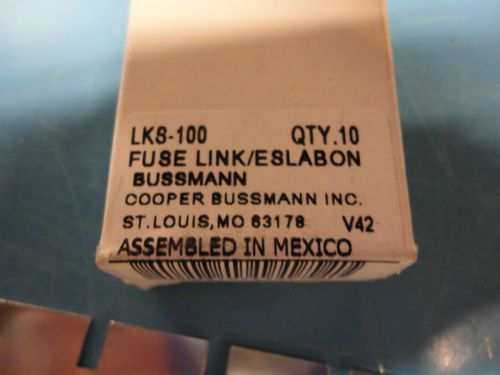 LKS-100 QTY.10
FUSE LINK/ESLABON
BUSSMANN
COOPER BUSSMANN INC.
ST.LOUIS,MO 63178 V42
ASSEMBLED IN MEXICO